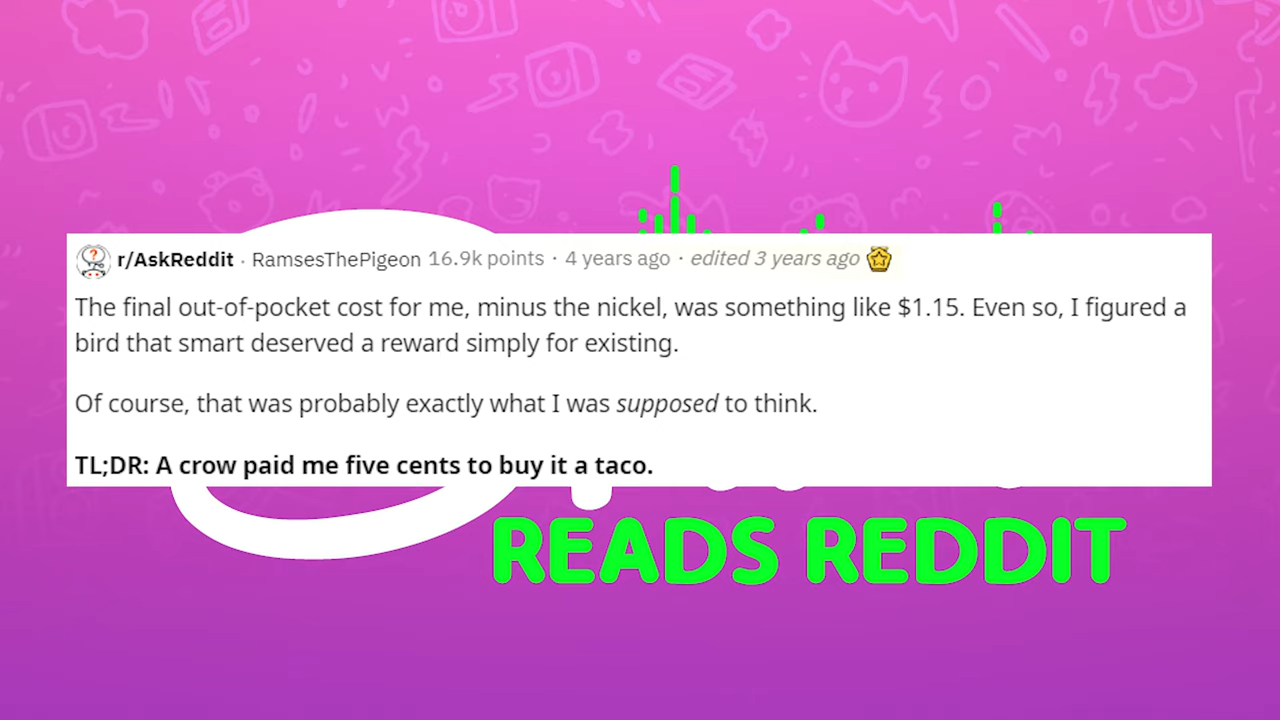 r/AskReddit · RamsesThePigeon 16.9k points · 4 years ago · edited 3 years ago
The final out-of-pocket cost for me, minus the nickel, was something like $1.15. Even so, I figured a
bird that smart deserved a reward simply for existing.
Of course, that was probably exactly what I was supposed to think.
TL;DR: A crow paid me five cents to buy it a taco.
READS REDDIT